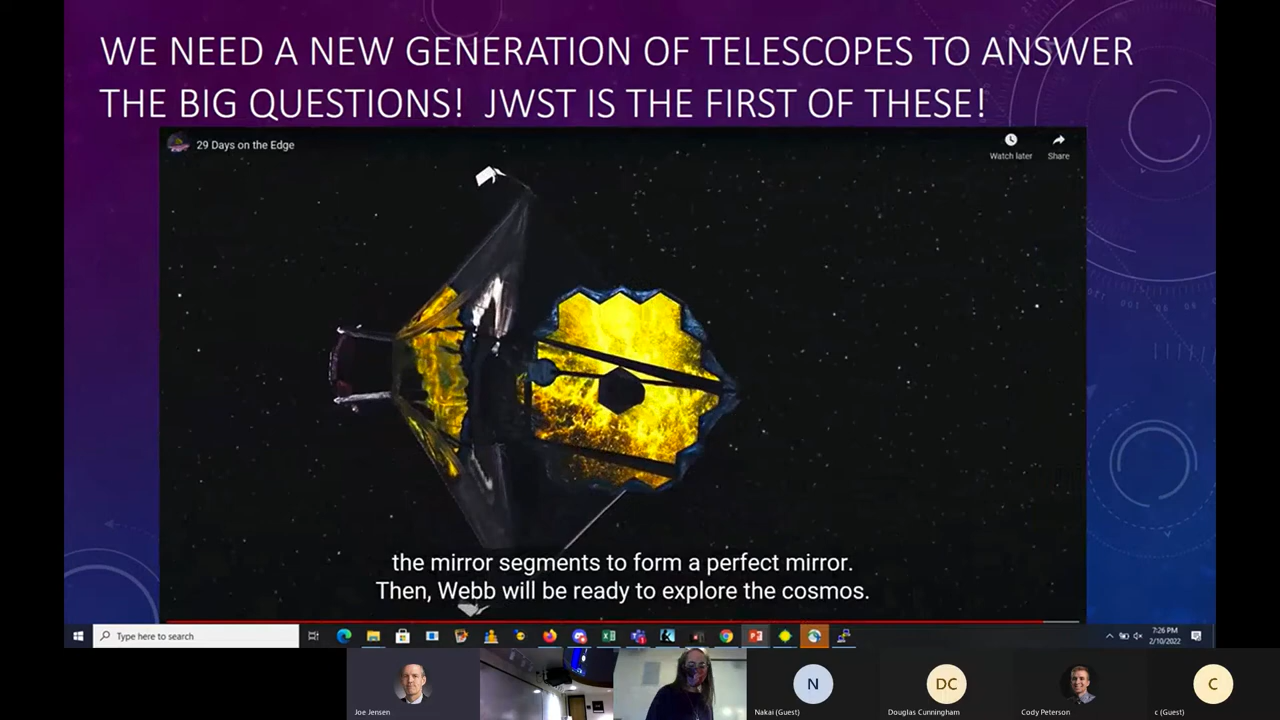 WE NEED A NEW GENERATION OF TELESCOPES TO ANSWER
THE BIG QUESTIONS! JWST IS THE FIRST OF THESE!
29 Days on the Edge
Watch later
Share
the mirror segments to form a perfect mirror.
Then, Webb will be ready to explore the cosmos.
Type here to search
7:26 PM
2/10/2022
Joe Jensen
N
Nakai (Guest)
DC
Douglas Cunningham
Cody Peterson
C
c (Guest)